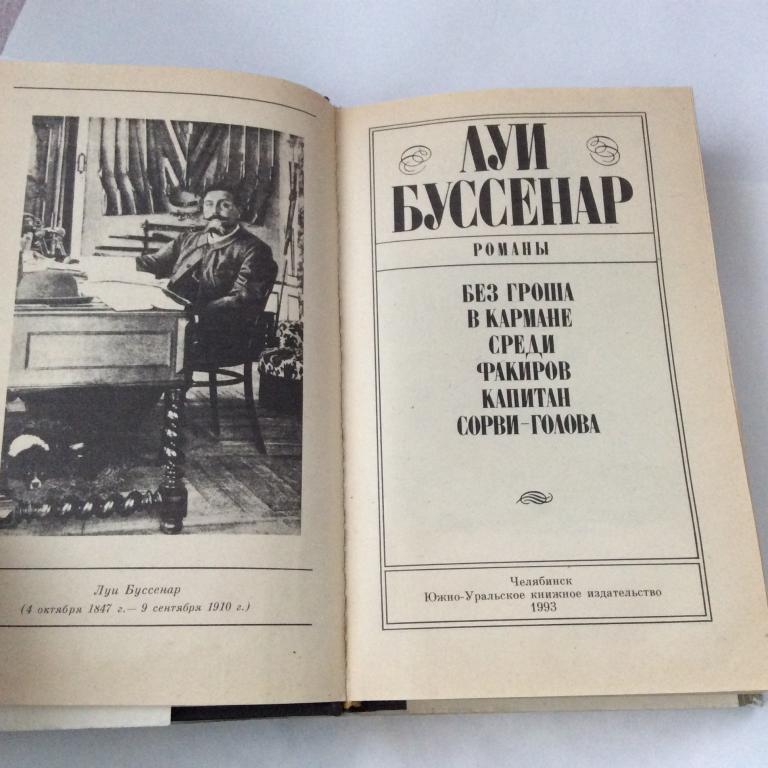 Луи Буссенар
(4 октября 1847 г.— 9 сентября 1910 г.)
ЛУИ
БУССЕНАР
РОМАНЫ
БЕЗ ГРОША
В КАРМАНЕ
СРЕДИ
ФАКИРОВ
КАПИТАН
СОРВИ-ГОЛОВА
Челябинск
Южно-Уральское книжное издательство
1993